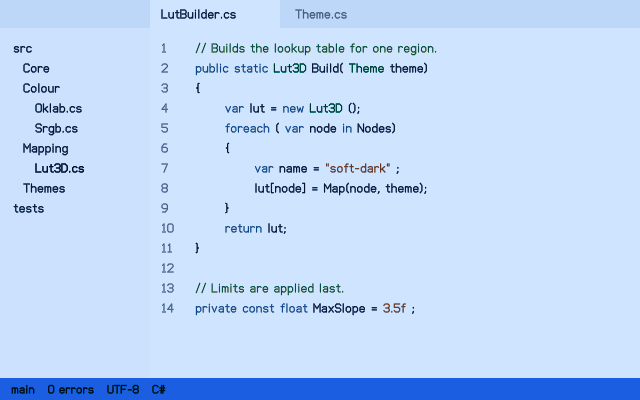 LutBuilder.cs
Theme.cs
src
Core
Colour
Oklab.cs
Srgb.cs
Mapping
Lut3D.cs
Themes
tests
1 // Builds the lookup table for one region.
2 public static Lut3D Build( Theme theme)
3 {
4 var lut = new Lut3D ();
5 foreach ( var node in Nodes)
6 {
7 var name = "soft-dark" ;
8 lut[node] = Map(node, theme);
9 }
10 return lut;
11 }
12
13 // Limits are applied last.
14 private const float MaxSlope = 3.5f ;
main 0 errors UTF-8 C#